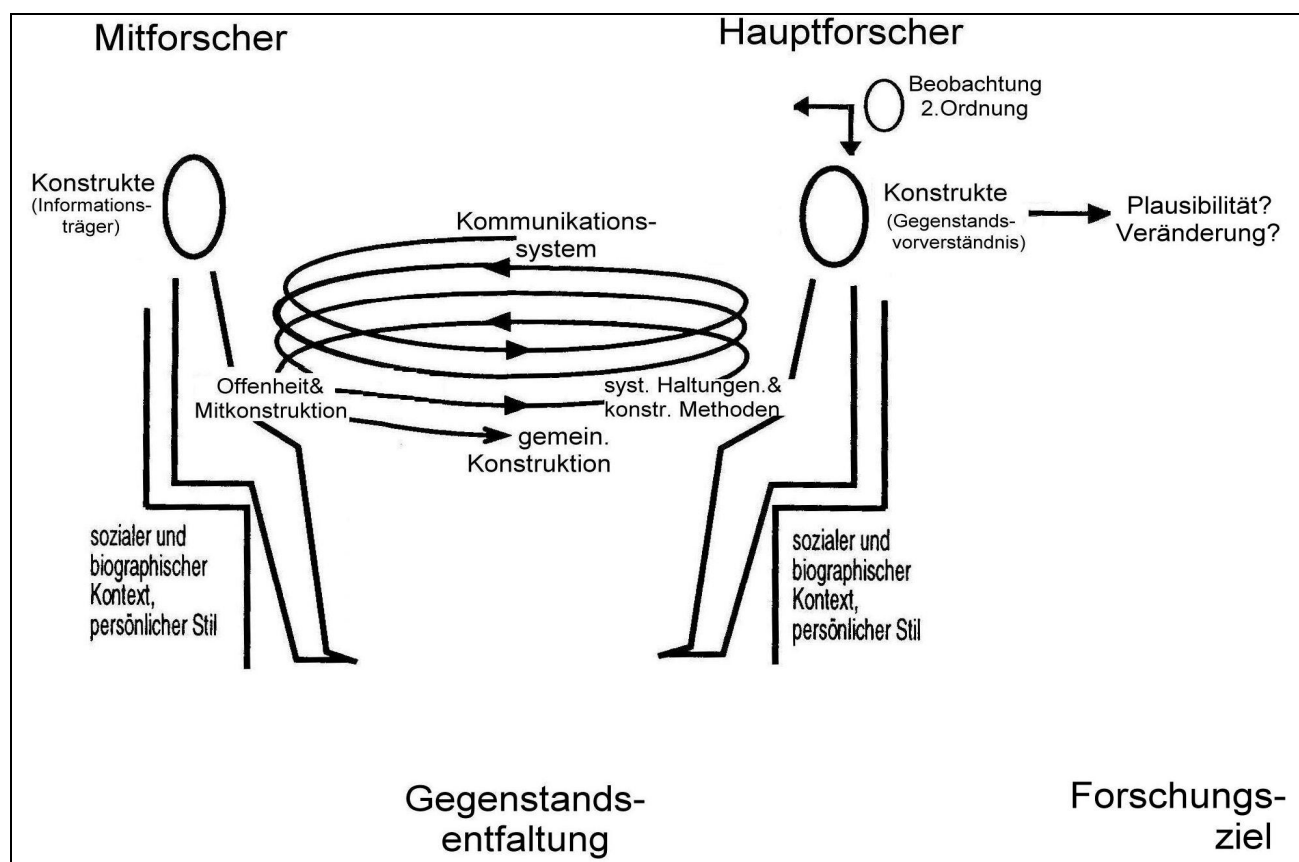 Mitforscher
Hauptforscher
Beobachtung
2.Ordnung
Konstrukte
(Informations-
träger)
Kommunikations-
system
Konstrukte
(Gegenstands-
vorverständnis)
Plausibilität?
Veränderung?
Offenheit&
Mitkonstruktion
syst. Haltungen.&
konstr. Methoden
gemein.
Konstruktion
sozialer und
biographischer
Kontext,
persönlicher Stil
sozialer und
biographischer
Kontext,
persönlicher Stil
Gegenstands-
entfaltung
Forschungs-
ziel